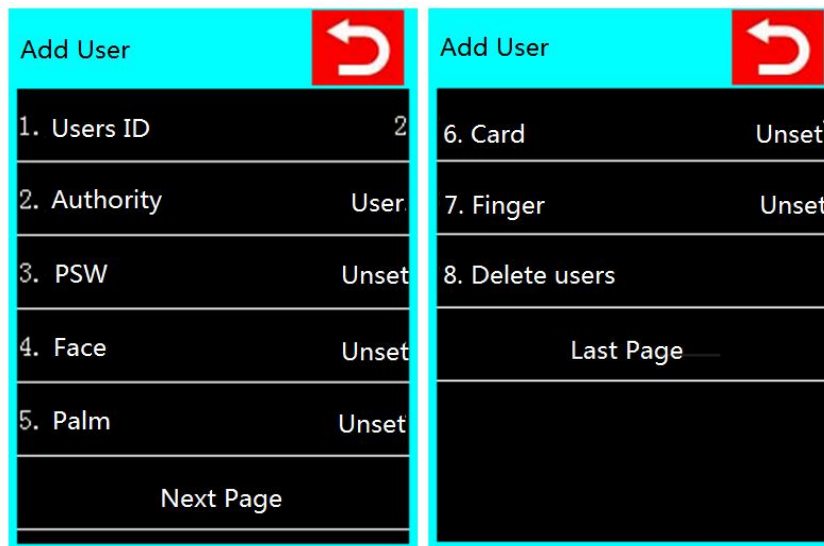 Add User
1. Users ID 2
2. Authority User
3. PSW Unset
4. Face Unset
5. Palm Unset
Next Page
Add User
6. Card Unset
7. Finger Unset
8. Delete users
Last Page